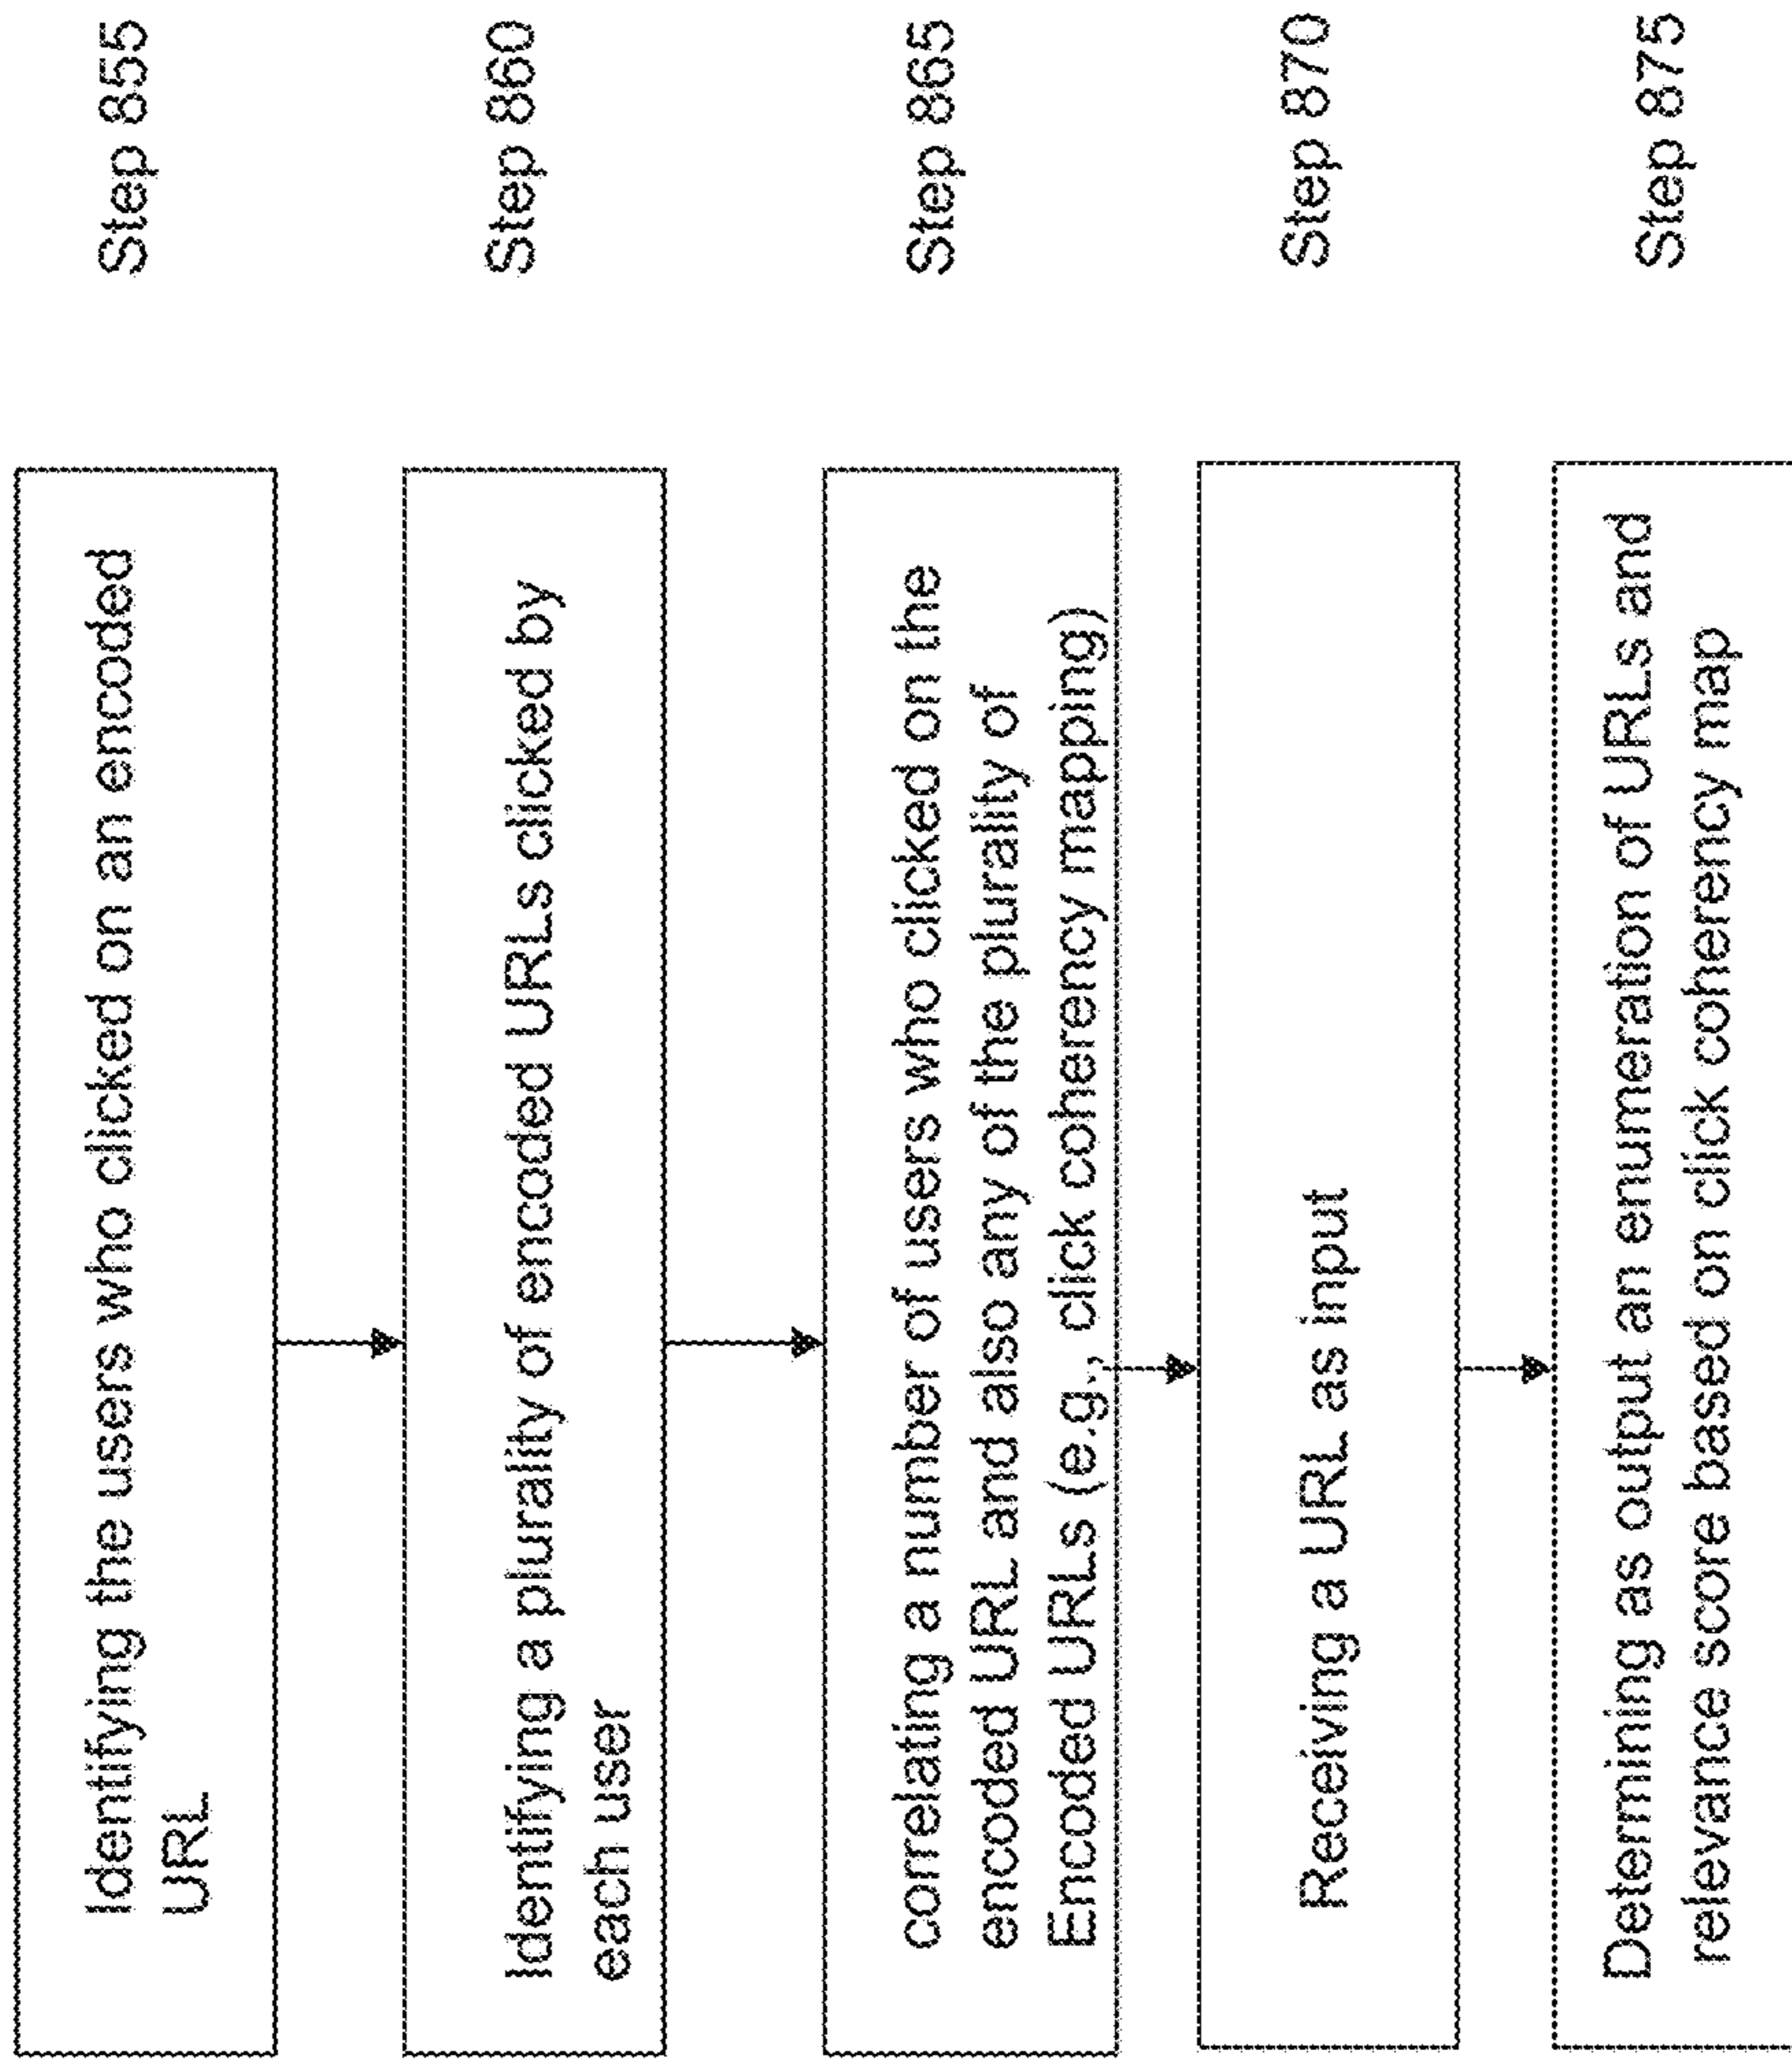 Identifying the users who clicked on an encoded
URL
Step 855
Identifying a plurality of encoded URLs clicked by
each user
Step 860
correlating a number of users who clicked on the
encoded URL and also any of the plurality of
Encoded URLs (e.g., click coherency mapping)
Step 865
Receiving a URL as input
Step 870
Determining as output an enumeration of URLs and
relevance score based on click coherency map
Step 875